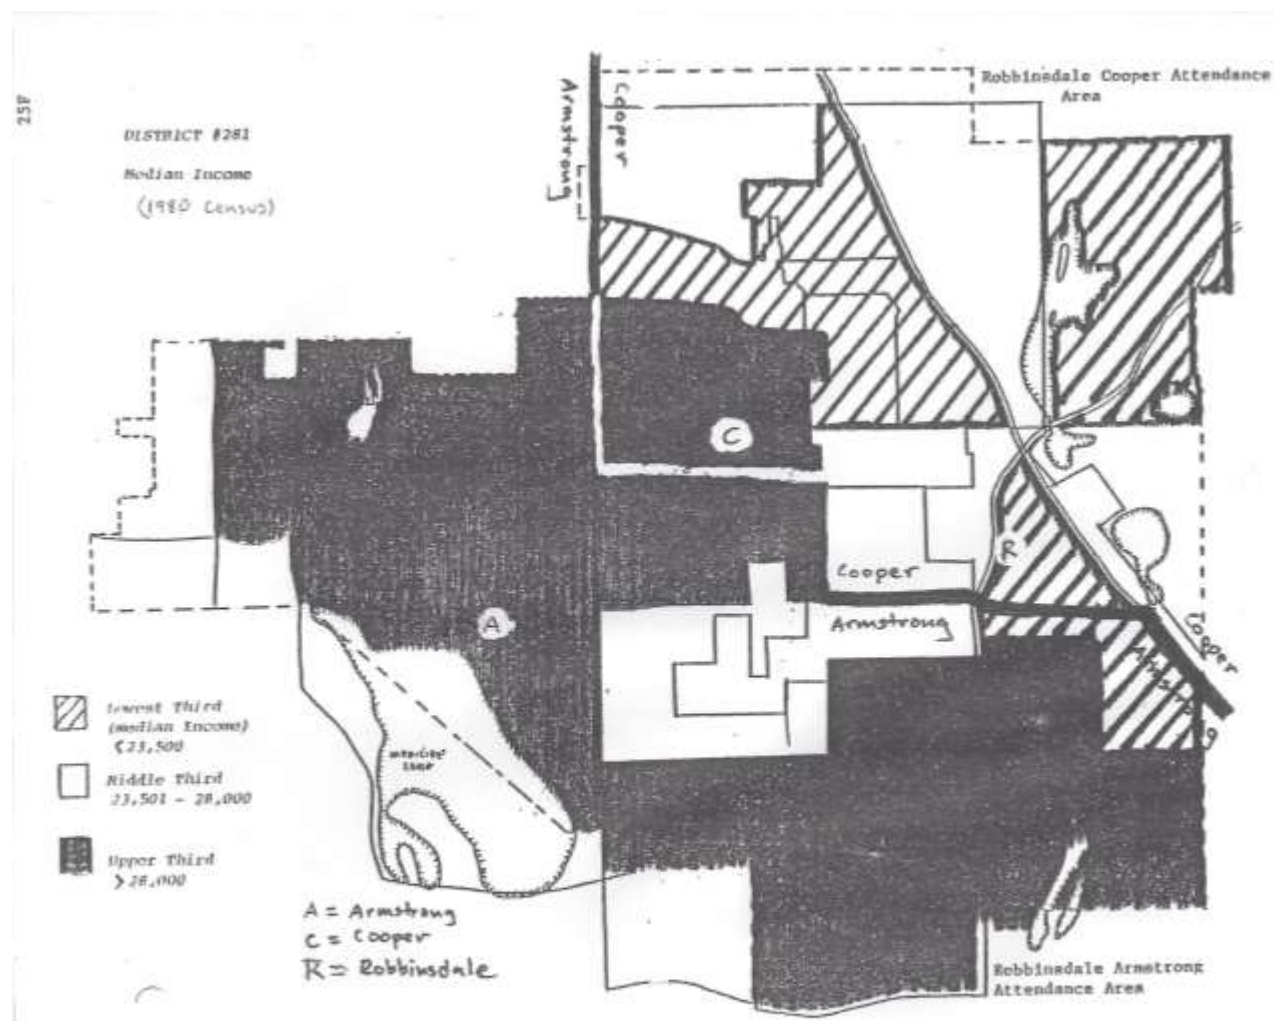 25F
DISTRICT #281
Median Income
(1980 Census)
Armstrong
Cooper
Robbinsdale Cooper Attendance
Area
C
R
Cooper
Armstrong
A
Cooper
Armstrong
Lowest Third
(median Income)
<23,500
Middle Third
23,501 - 28,000
Upper Third
>28,000
A = Armstrong
C = Cooper
R = Robbinsdale
Robbinsdale Armstrong
Attendance Area